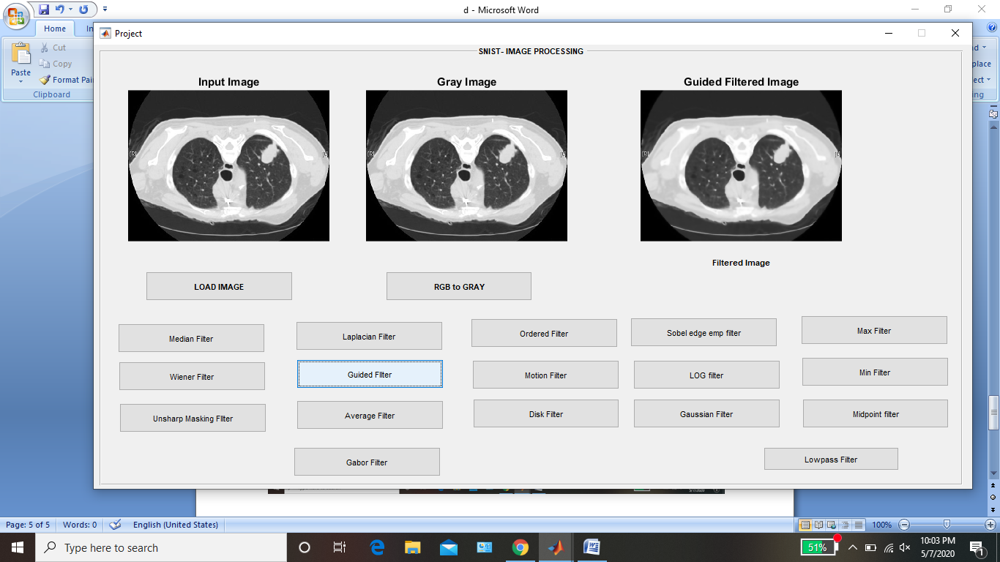 d - Microsoft Word
Home
Project
Cut
Copy
Paste
Format Pai
Clipboard
SNIST- IMAGE PROCESSING
Input Image
Gray Image
Guided Filtered Image
[R]
[R]
[R]
Filtered Image
LOAD IMAGE
RGB to GRAY
Median Filter
Laplacian Filter
Ordered Filter
Sobel edge emp filter
Max Filter
Wiener Filter
Guided FIlter
Motion Filter
LOG filter
Min Filter
Unsharp Masking FIlter
Average Filter
Disk Filter
Gaussian Filter
Midpoint filter
Gabor Filter
Lowpass Filter
Page: 5 of 5
Words: 0
English (United States)
100%
Type here to search
51%
10:03 PM
5/7/2020
1